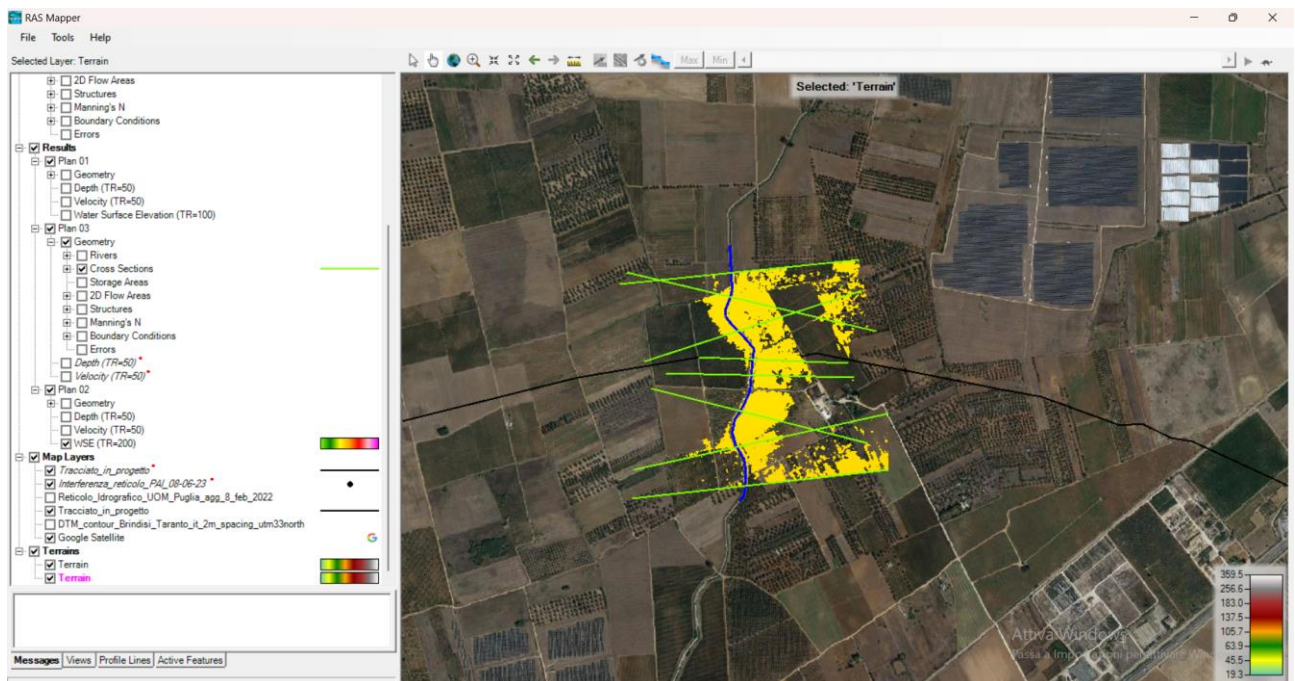 RAS Mapper
File Tools Help
Selected Layer: Terrain
Max Min
2D Flow Areas
Structures
Manning's N
Boundary Conditions
Errors
Results
Plan 01
Geometry
Depth (TR=50)
Velocity (TR=50)
Water Surface Elevation (TR=100)
Plan 03
Geometry
Rivers
Cross Sections
Storage Areas
2D Flow Areas
Structures
Manning's N
Boundary Conditions
Errors
Depth (TR=50) *
Velocity (TR=50) *
Plan 02
Geometry
Depth (TR=50)
Velocity (TR=50)
WSE (TR=200)
Map Layers
Tracciato_in_progetto *
Interferenza_reticolo_PAI_08-06-23 *
Reticolo_Idrografico_UOM_Puglia_agg_8_feb_2022
Tracciato_in_progetto
DTM_contour_Brindisi_Taranto_it_2m_spacing_utm33north
Google Satellite
G
Terrains
Terrain
Terrain
Messages Views Profile Lines Active Features
Selected: 'Terrain'
359.5
256.6
183.0
137.5
105.7
63.9
45.5
19.3
Attiva Windows
Passa a Impostazioni per attivare